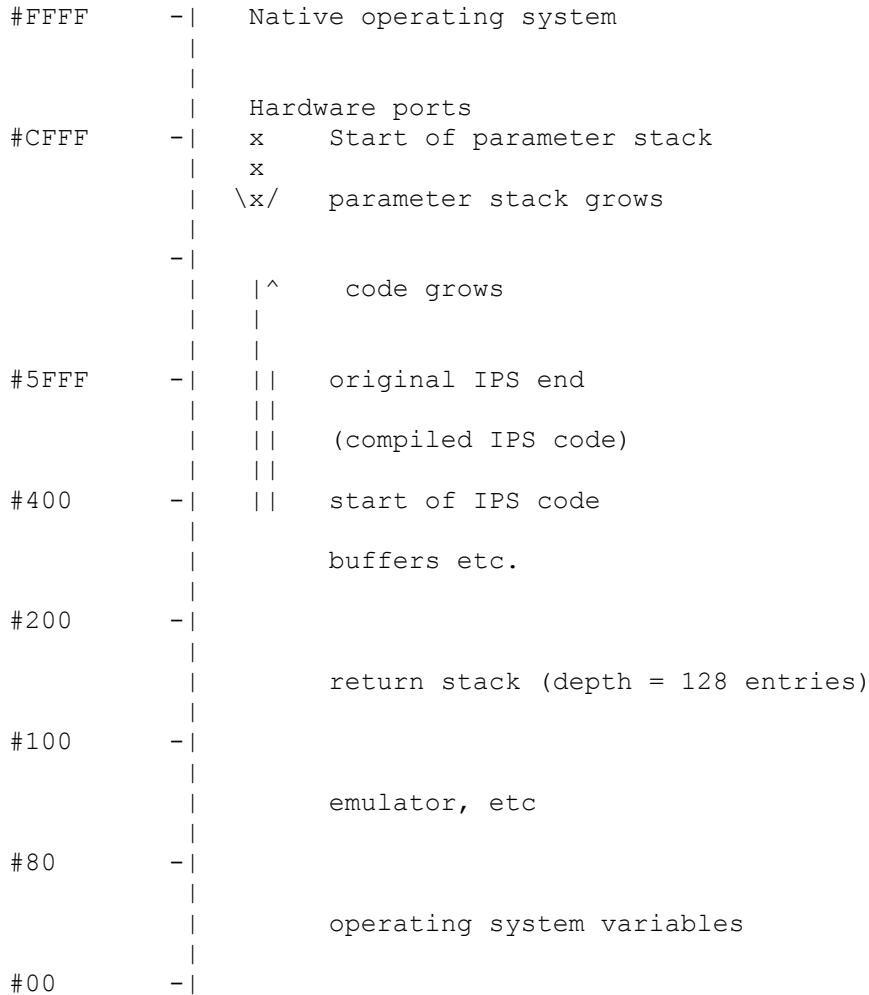 #FFFF -| Native operating system
|
|
| Hardware ports
#CFFF -| x Start of parameter stack
| x
| \x/ parameter stack grows
|
-|
| |^ code grows
| |
| |
#5FFF -| || original IPS end
| ||
| || (compiled IPS code)
| ||
#400 -| || start of IPS code
|
| buffers etc.
|
#200 -|
|
| return stack (depth = 128 entries)
|
#100 -|
|
| emulator, etc
|
#80 -|
|
| operating system variables
|
#00 -|